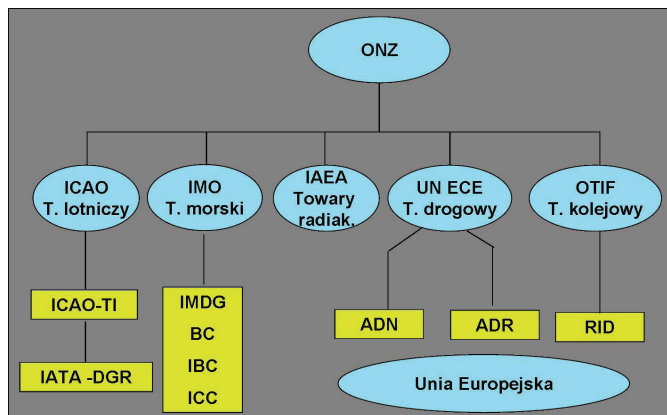 ONZ
ICAO
T. lotniczy
IMO
T. morski
IAEA
Towary
radiak.
UN ECE
T. drogowy
OTIF
T. kolejowy
ICAO-TI
IATA -DGR
IMDG
BC
IBC
ICC
ADN
ADR
RID
Unia Europejska